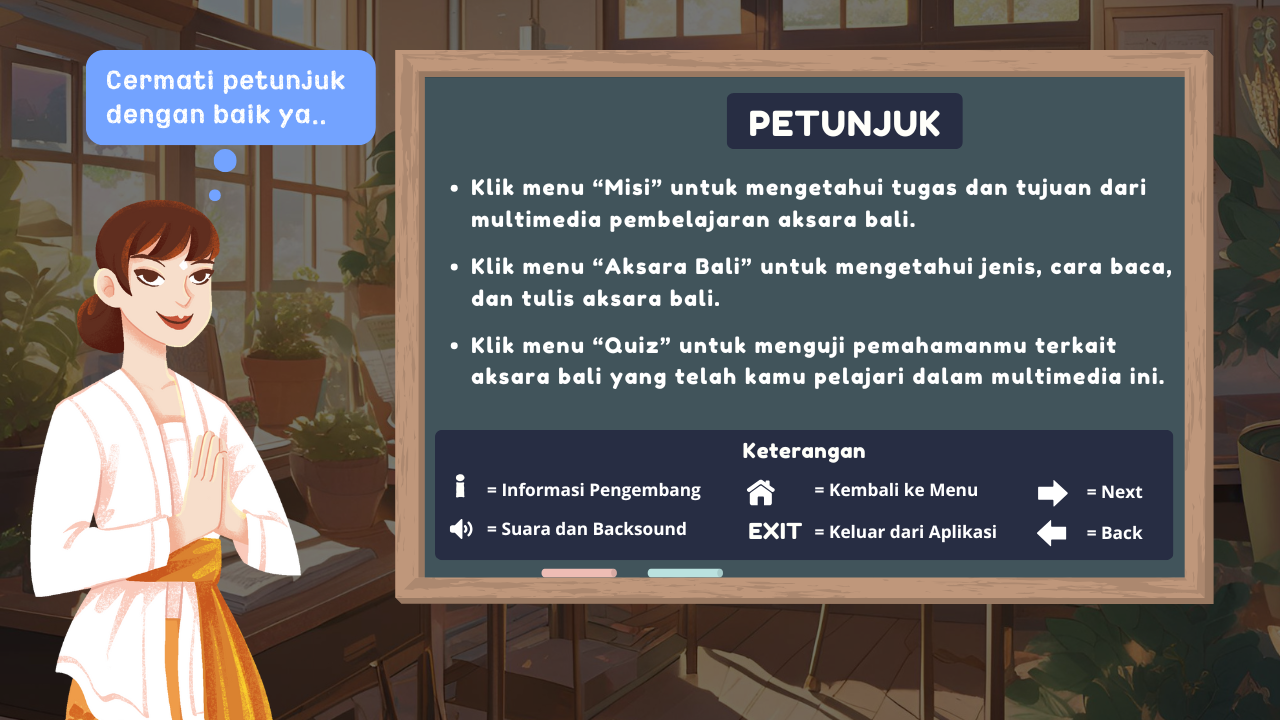 Cermati petunjuk
dengan baik ya..
PETUNJUK
• Klik menu “Misi” untuk mengetahui tugas dan tujuan dari
multimedia pembelajaran aksara bali.
• Klik menu “Aksara Bali” untuk mengetahui jenis, cara baca,
dan tulis aksara bali.
• Klik menu “Quiz” untuk menguji pemahamanmu terkait
aksara bali yang telah kamu pelajari dalam multimedia ini.
Keterangan
i = Informasi Pengembang
= Kembali ke Menu
= Next
= Suara dan Backsound
EXIT = Keluar dari Aplikasi
= Back